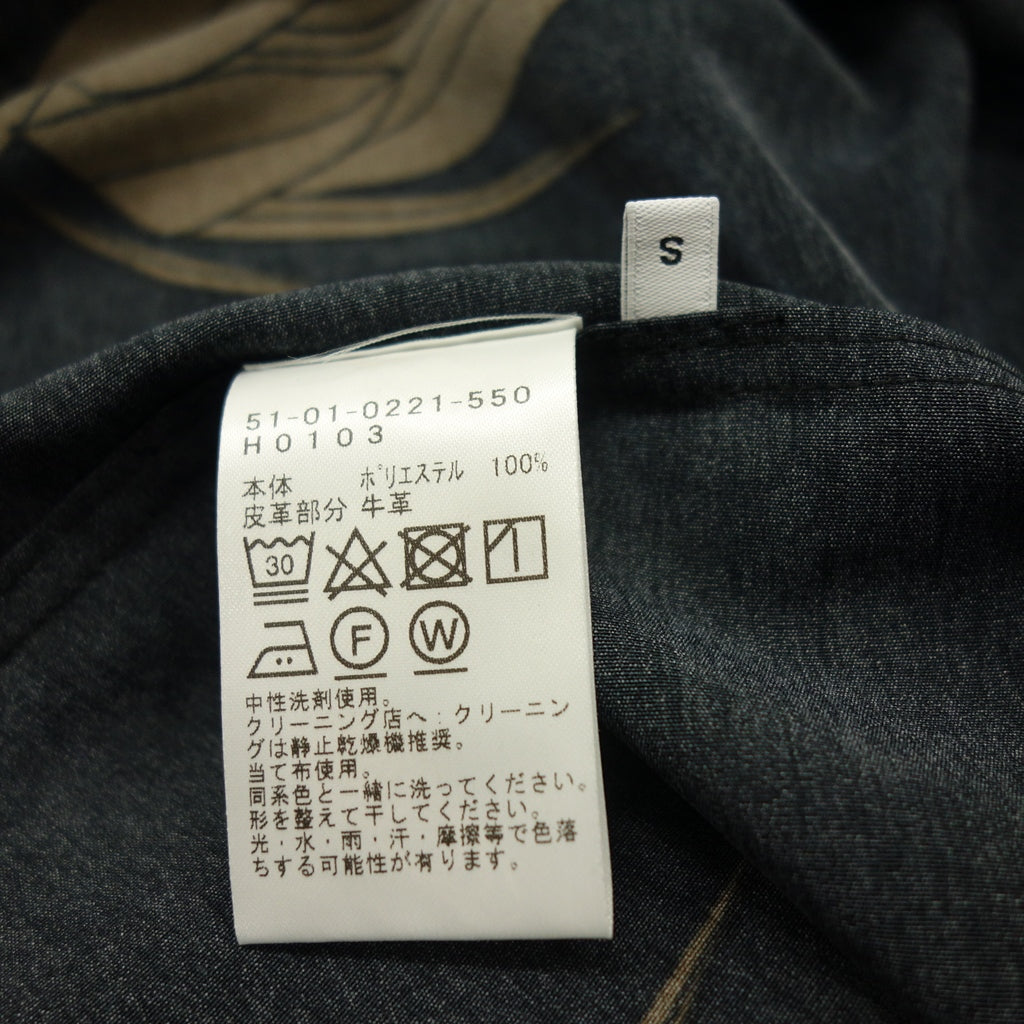 S
51-01-0221-550
H0103
本体 ポリエステル 100%
皮革部分 牛革
30
F W
中性洗剤使用。
クリーニング店へ:クリーニン
グは静止乾燥機推奨。
当て布使用。
同系色と一緒に洗ってください。
形を整えて干してください。
光・水・雨・汗・摩擦等で色落
ちする可能性が有ります。